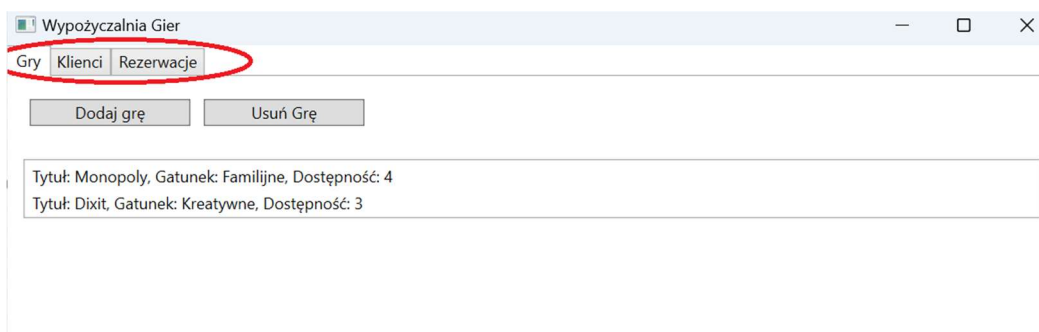 Wypożyczalnia Gier
Gry Klienci Rezerwacje
Dodaj grę Usuń Grę
Tytuł: Monopoly, Gatunek: Familijne, Dostępność: 4
Tytuł: Dixit, Gatunek: Kreatywne, Dostępność: 3